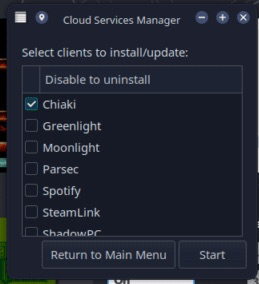 Cloud Services Manager
Select clients to install/update:
Disable to uninstall
Chiaki
Greenlight
Moonlight
Parsec
Spotify
SteamLink
ShadowPC
Return to Main Menu
Start